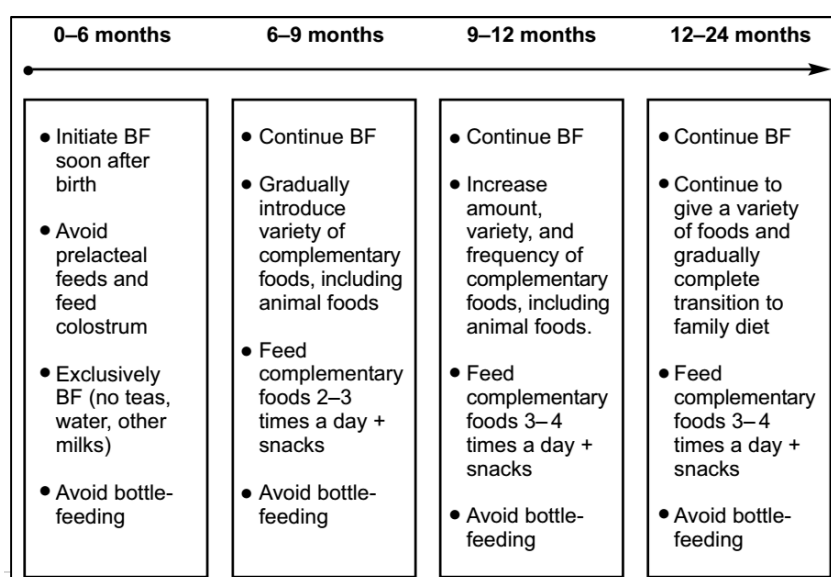 0–6 months
6–9 months
9–12 months
12–24 months
● Initiate BF
soon after
birth
● Avoid
prelacteal
feeds and
feed
colostrum
● Exclusively
BF (no teas,
water, other
milks)
● Avoid bottle-
feeding
● Continue BF
● Gradually
introduce
variety of
complementary
foods, including
animal foods
● Feed
complementary
foods 2–3
times a day +
snacks
● Avoid bottle-
feeding
● Continue BF
● Increase
amount,
variety, and
frequency of
complementary
foods, including
animal foods.
● Feed
complementary
foods 3–4
times a day +
snacks
● Avoid bottle-
feeding
● Continue BF
● Continue to
give a variety
of foods and
gradually
complete
transition to
family diet
● Feed
complementary
foods 3–4
times a day +
snacks
● Avoid bottle-
feeding